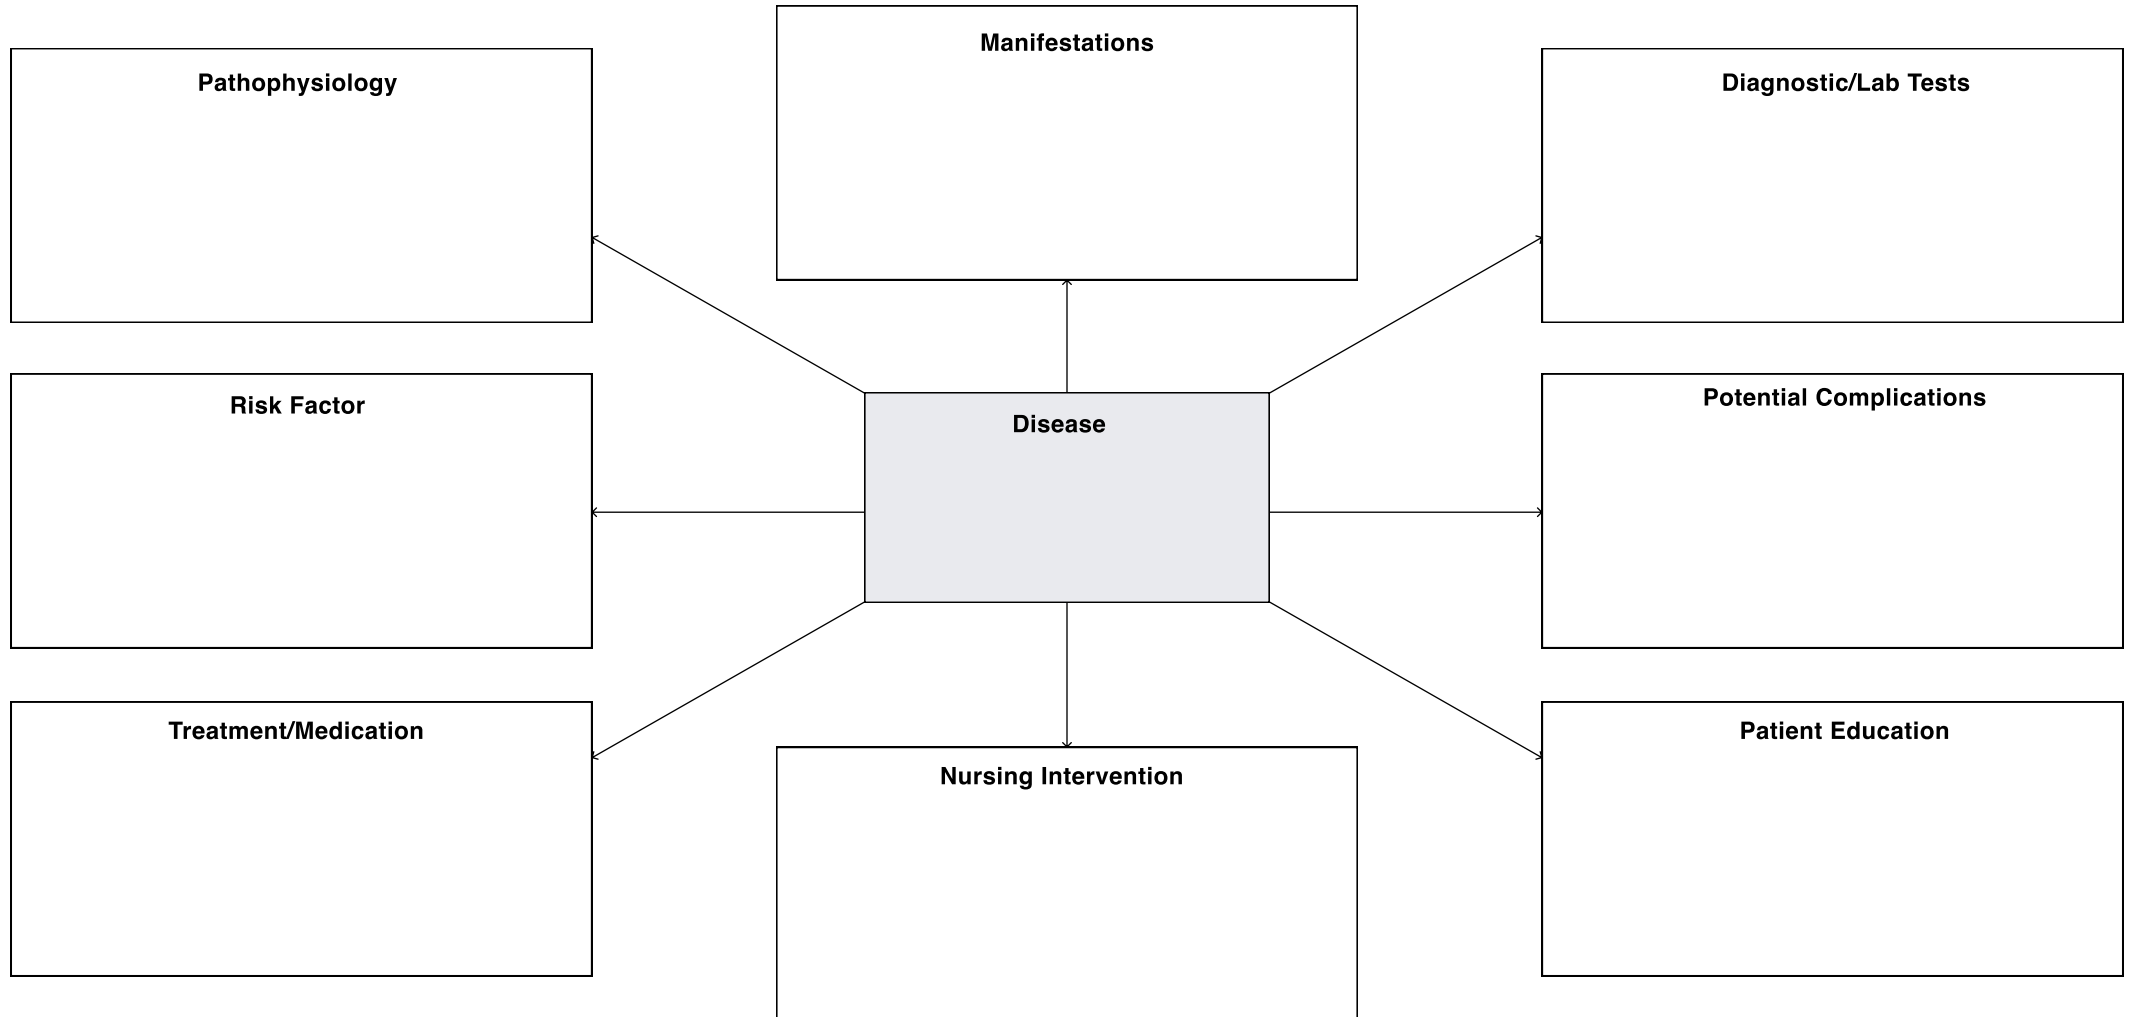 Manifestations
Pathophysiology
Diagnostic/Lab Tests
Risk Factor
Disease
Potential Complications
Treatment/Medication
Nursing Intervention
Patient Education